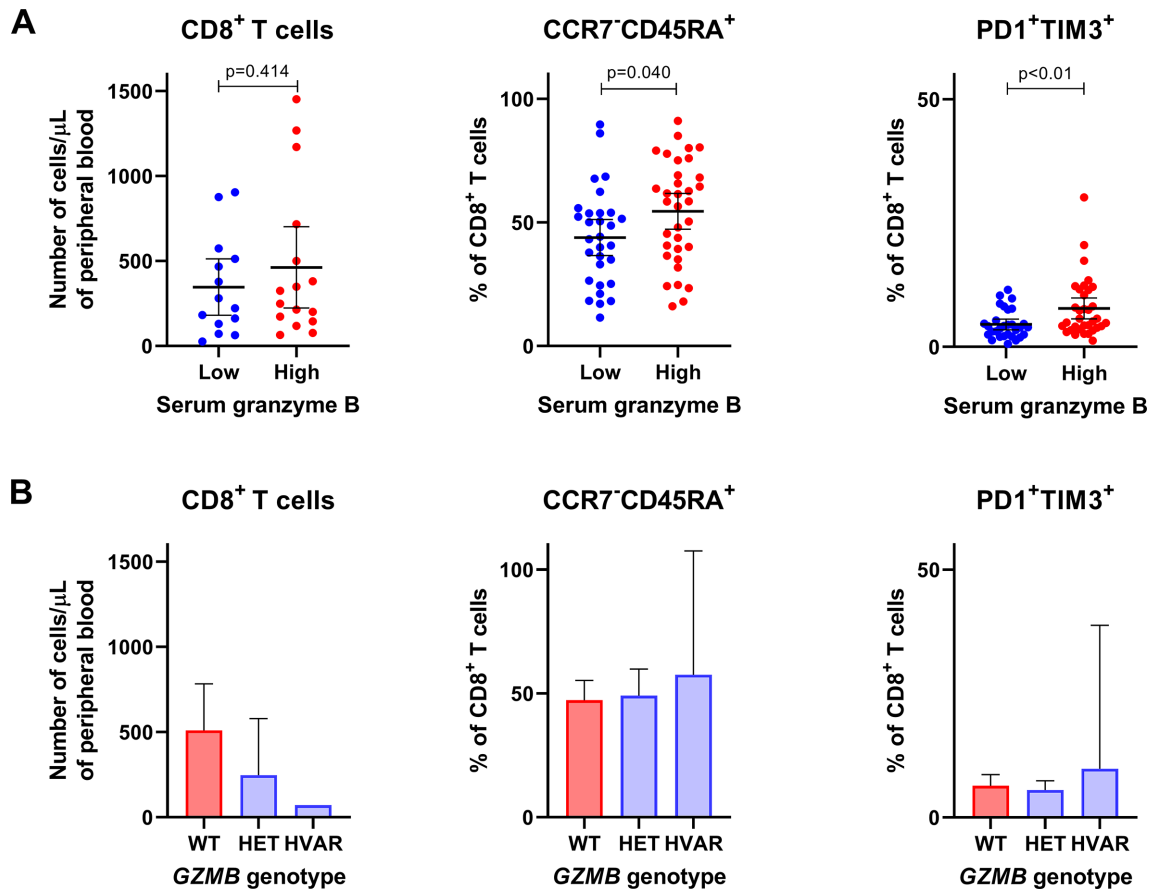 A
CD8⁺ T cells
p=0.414
Number of cells/μL
of peripheral blood
1500
1000
500
0
Low High
Serum granzyme B
CCR7⁻CD45RA⁺
p=0.040
% of CD8⁺ T cells
100
50
0
Low High
Serum granzyme B
PD1⁺TIM3⁺
p<0.01
% of CD8⁺ T cells
50
0
Low High
Serum granzyme B
B
CD8⁺ T cells
Number of cells/μL
of peripheral blood
1500
1000
500
0
WT HET HVAR
GZMB genotype
CCR7⁻CD45RA⁺
% of CD8⁺ T cells
100
50
0
WT HET HVAR
GZMB genotype
PD1⁺TIM3⁺
% of CD8⁺ T cells
50
0
WT HET HVAR
GZMB genotype